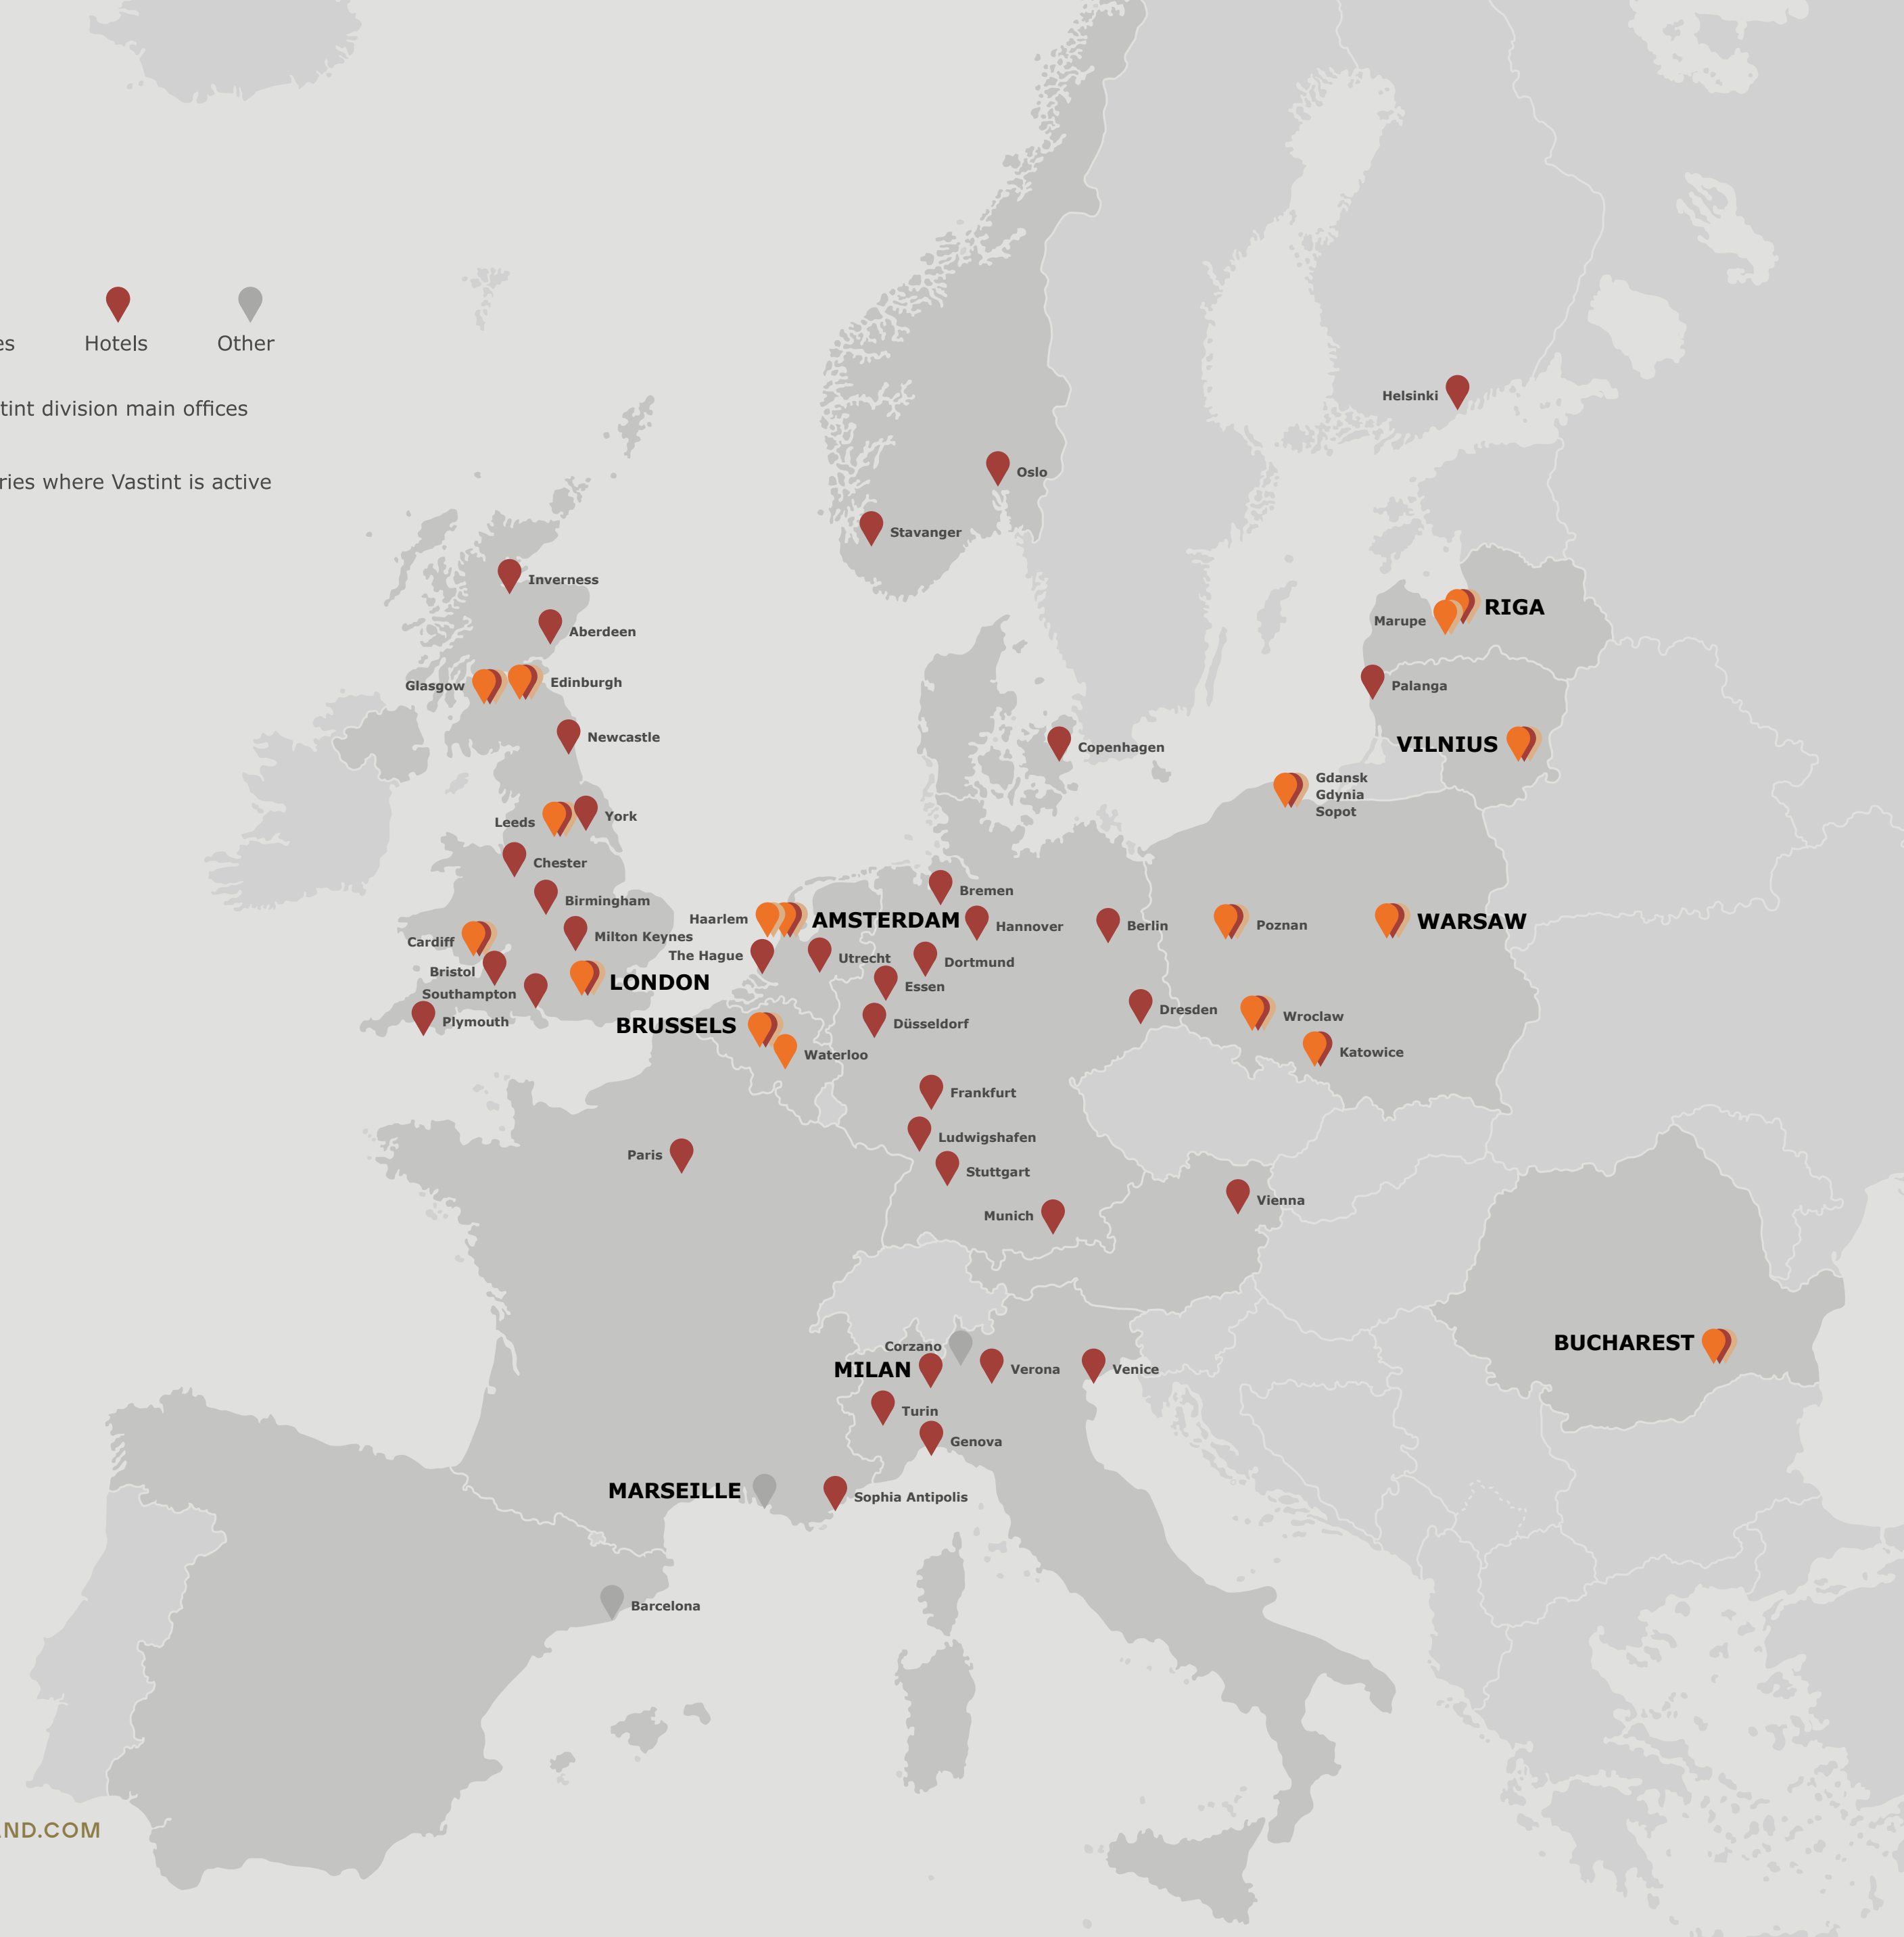 es
Hotels
Other
tint division main offices
ries where Vastint is active
Helsinki
Oslo
Stavanger
Inverness
Aberdeen
RIGA
Marupe
Glasgow
Edinburgh
Palanga
Newcastle
Copenhagen
VILNIUS
Gdansk
Gdynia
Sopot
Leeds
York
Chester
Bremen
Birmingham
Haarlem
AMSTERDAM
Hannover
Berlin
Poznan
WARSAW
Cardiff
Milton Keynes
The Hague
Utrecht
Dortmund
Bristol
LONDON
Essen
Southampton
Plymouth
BRUSSELS
Düsseldorf
Dresden
Wroclaw
Waterloo
Katowice
Frankfurt
Ludwigshafen
Paris
Stuttgart
Munich
Vienna
Corzano
MILAN
Verona
Venice
BUCHAREST
Turin
Genova
MARSEILLE
Sophia Antipolis
Barcelona
AND.COM